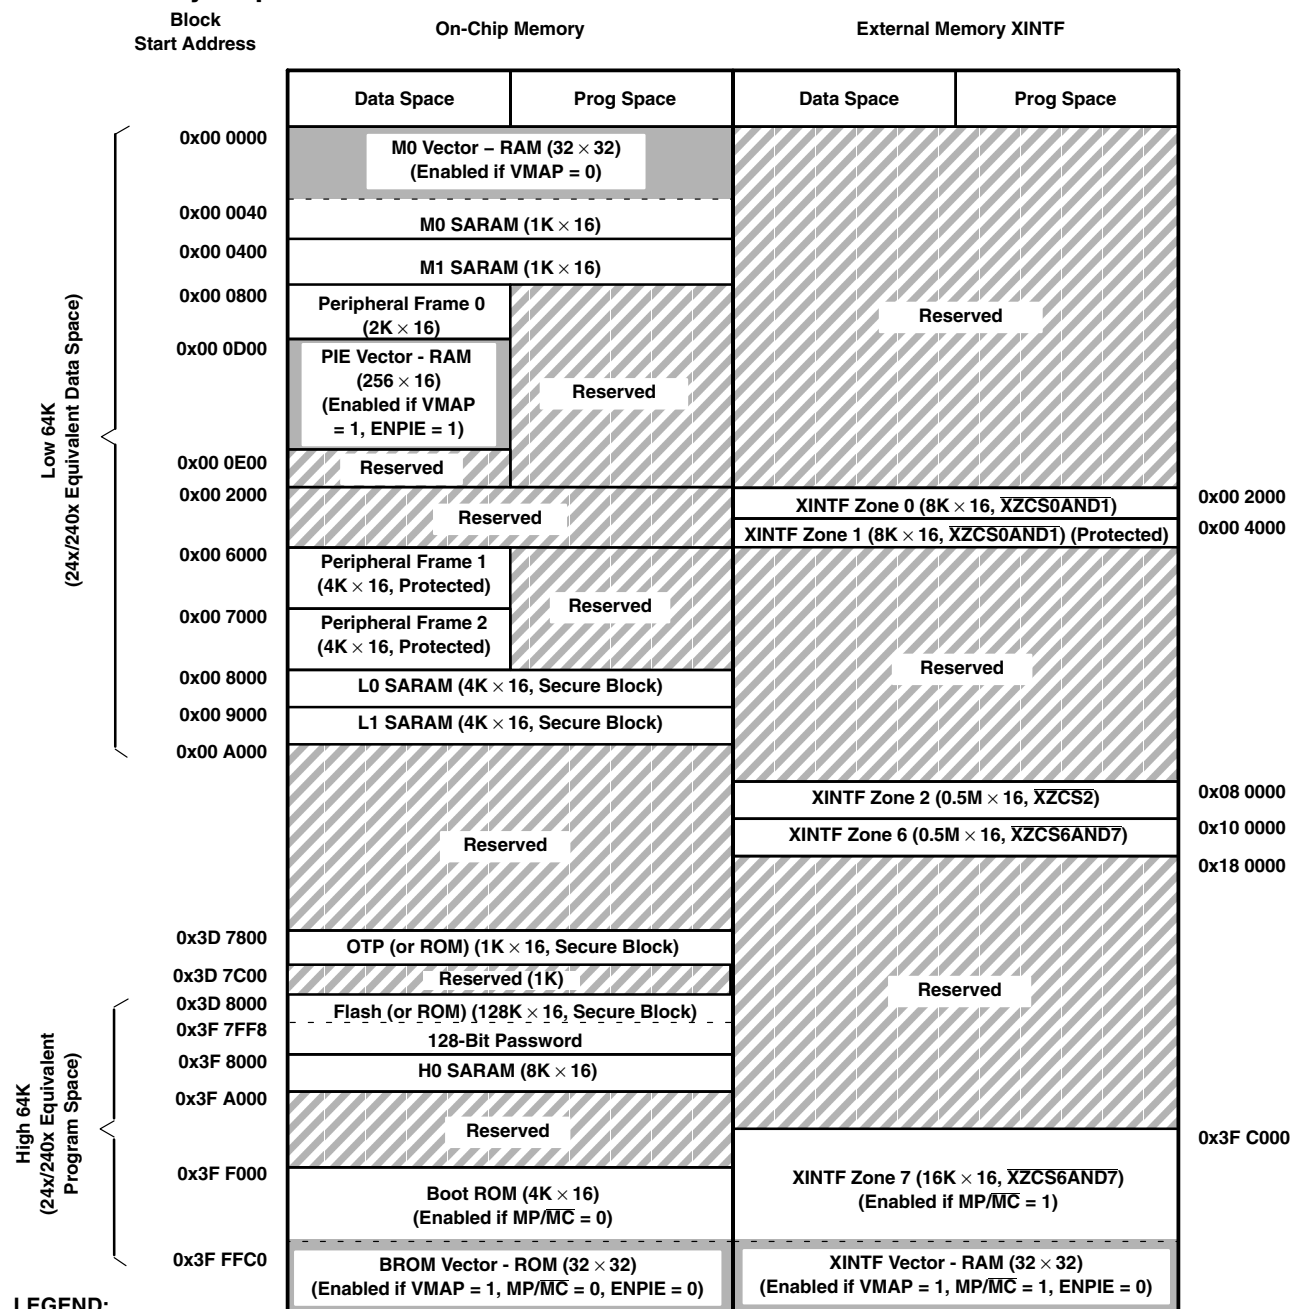 Block
Start Address
On-Chip Memory
External Memory XINTF
Data Space
Prog Space
Data Space
Prog Space
Low 64K
(24x/240x Equivalent Data Space)
0x00 0000
M0 Vector – RAM (32 × 32)
(Enabled if VMAP = 0)
0x00 0040
M0 SARAM (1K × 16)
0x00 0400
M1 SARAM (1K × 16)
0x00 0800
Peripheral Frame 0
(2K × 16)
0x00 0D00
PIE Vector - RAM
(256 × 16)
(Enabled if VMAP
= 1, ENPIE = 1)
Reserved
Reserved
0x00 0E00
Reserved
0x00 2000
Reserved
XINTF Zone 0 (8K × 16, XZCS0AND1)
0x00 2000
XINTF Zone 1 (8K × 16, XZCS0AND1) (Protected)
0x00 4000
0x00 6000
Peripheral Frame 1
(4K × 16, Protected)
Reserved
0x00 7000
Peripheral Frame 2
(4K × 16, Protected)
Reserved
0x00 8000
L0 SARAM (4K × 16, Secure Block)
0x00 9000
L1 SARAM (4K × 16, Secure Block)
0x00 A000
Reserved
XINTF Zone 2 (0.5M × 16, XZCS2)
0x08 0000
XINTF Zone 6 (0.5M × 16, XZCS6AND7)
0x10 0000
0x18 0000
High 64K
(24x/240x Equivalent
Program Space)
0x3D 7800
OTP (or ROM) (1K × 16, Secure Block)
0x3D 7C00
Reserved (1K)
Reserved
0x3D 8000
Flash (or ROM) (128K × 16, Secure Block)
0x3F 7FF8
128-Bit Password
0x3F 8000
H0 SARAM (8K × 16)
0x3F A000
Reserved
0x3F C000
0x3F F000
Boot ROM (4K × 16)
(Enabled if MP/MC = 0)
XINTF Zone 7 (16K × 16, XZCS6AND7)
(Enabled if MP/MC = 1)
0x3F FFC0
BROM Vector - ROM (32 × 32)
(Enabled if VMAP = 1, MP/MC = 0, ENPIE = 0)
XINTF Vector - RAM (32 × 32)
(Enabled if VMAP = 1, MP/MC = 1, ENPIE = 0)
LEGEND: